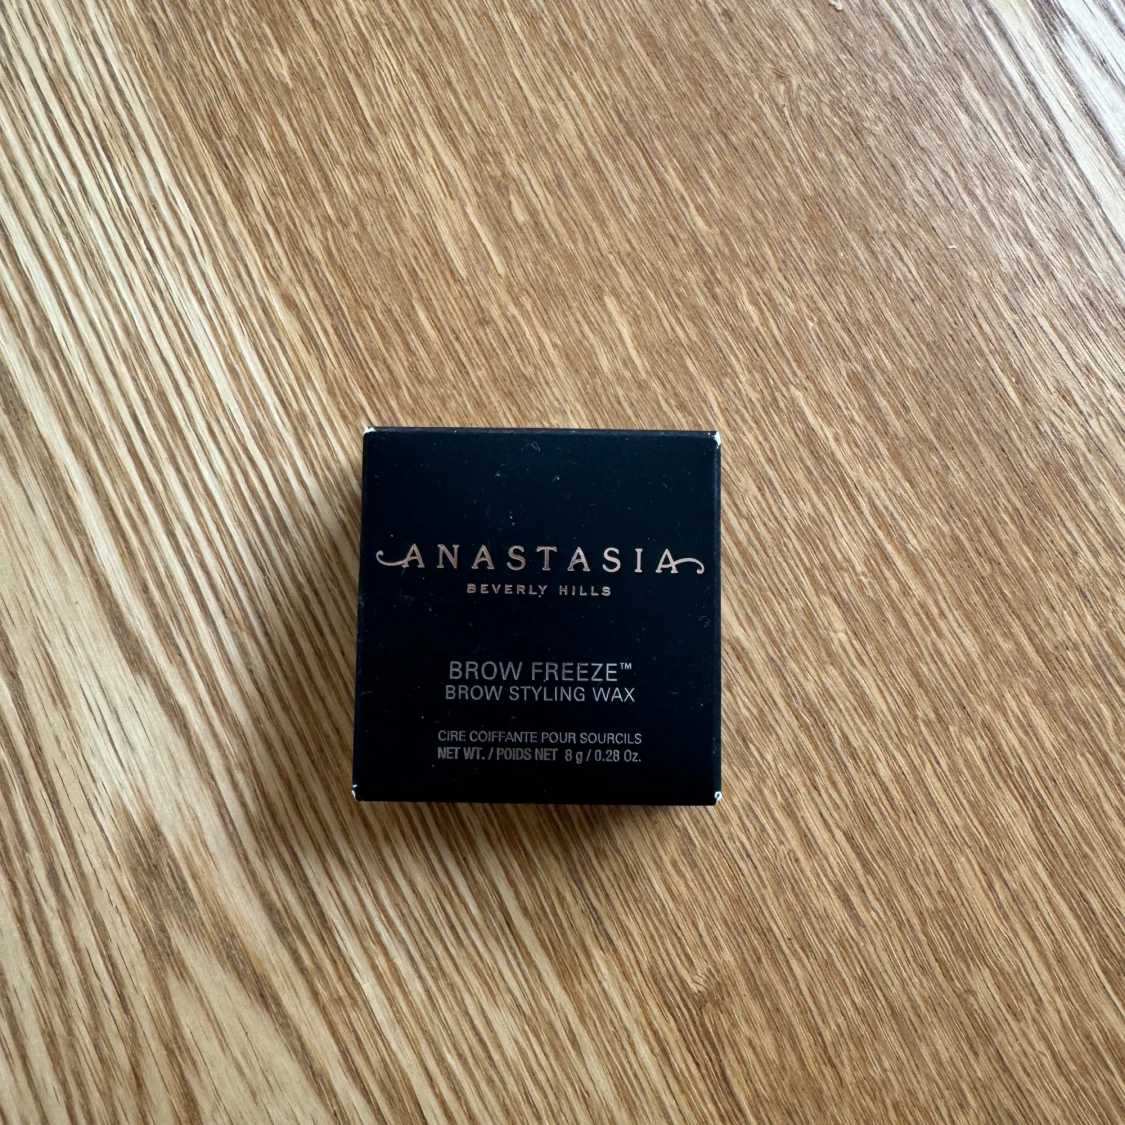 ANASTASIA
BEVERLY HILLS
BROW FREEZE™
BROW STYLING WAX
CIRE COIFFANTE POUR SOURCILS
NET WT. / POIDS NET 8 g / 0.28 Oz.